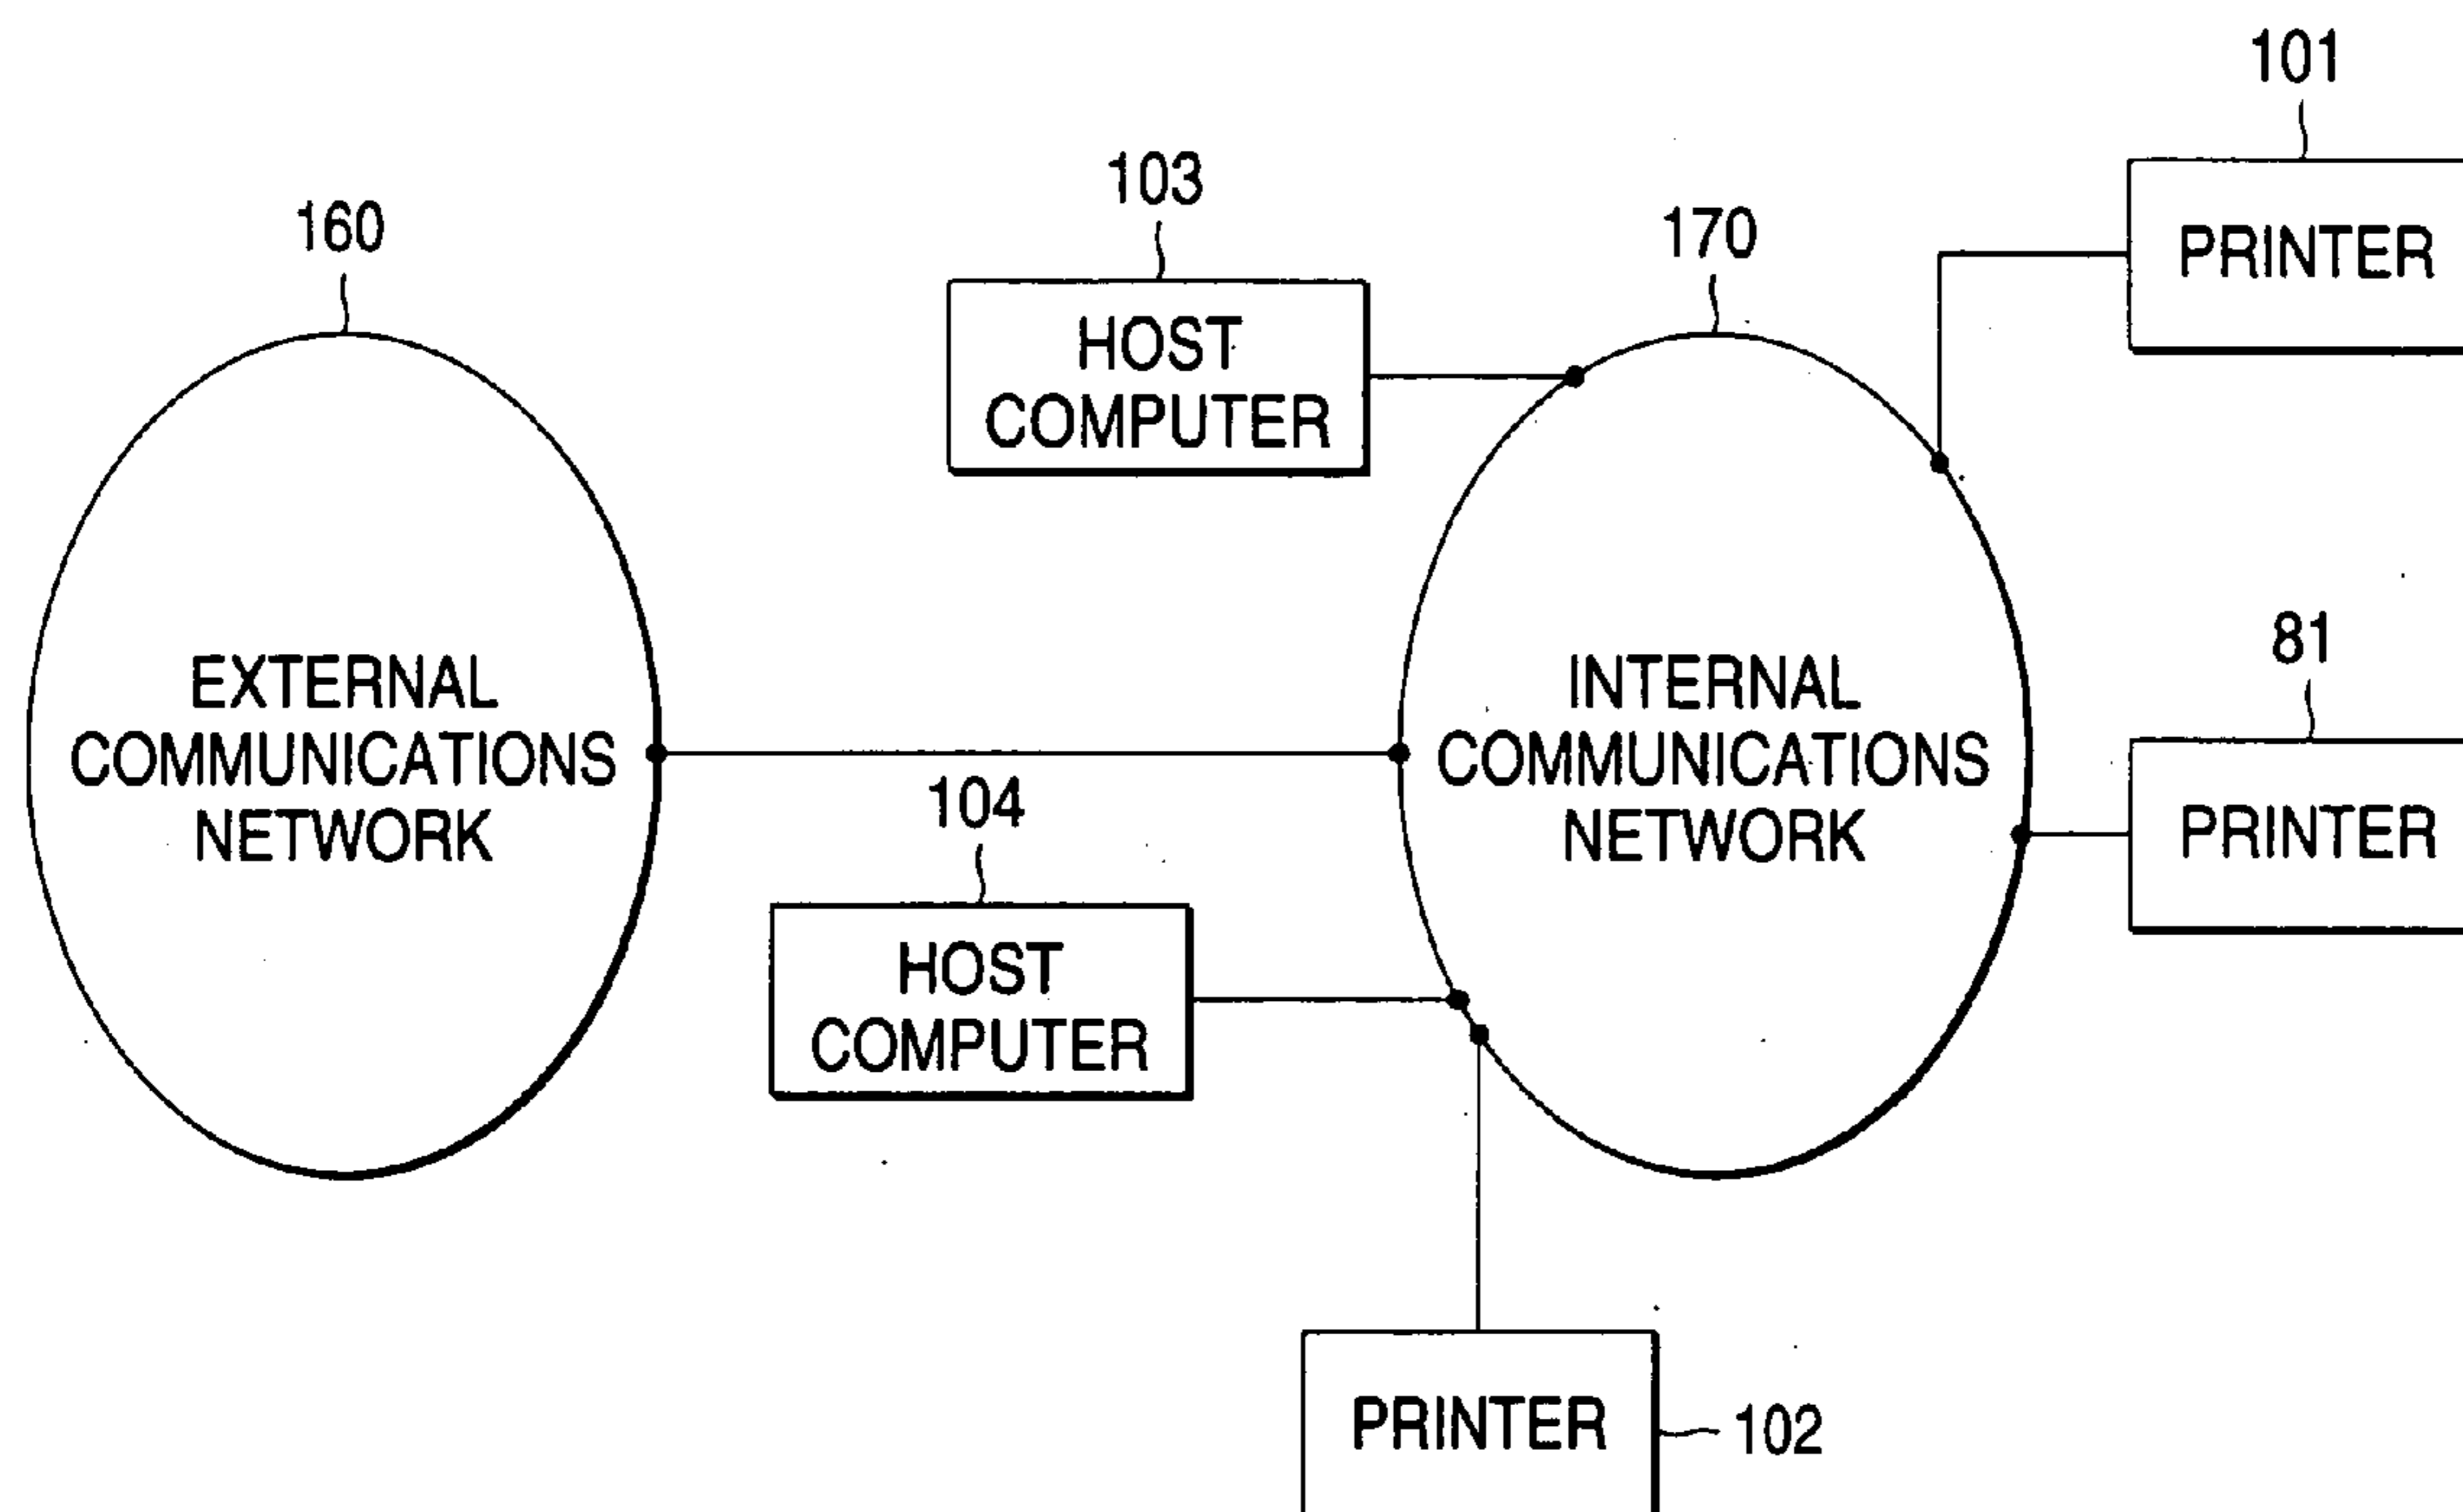 101
103
160
170
PRINTER
HOST
COMPUTER
81
EXTERNAL
COMMUNICATIONS
NETWORK
INTERNAL
COMMUNICATIONS
NETWORK
104
PRINTER
HOST
COMPUTER
PRINTER
102